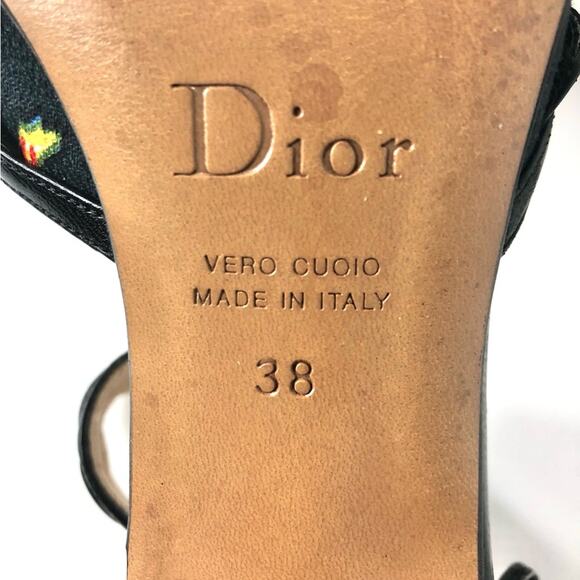 Dior
VERO CUOIO
MADE IN ITALY
38